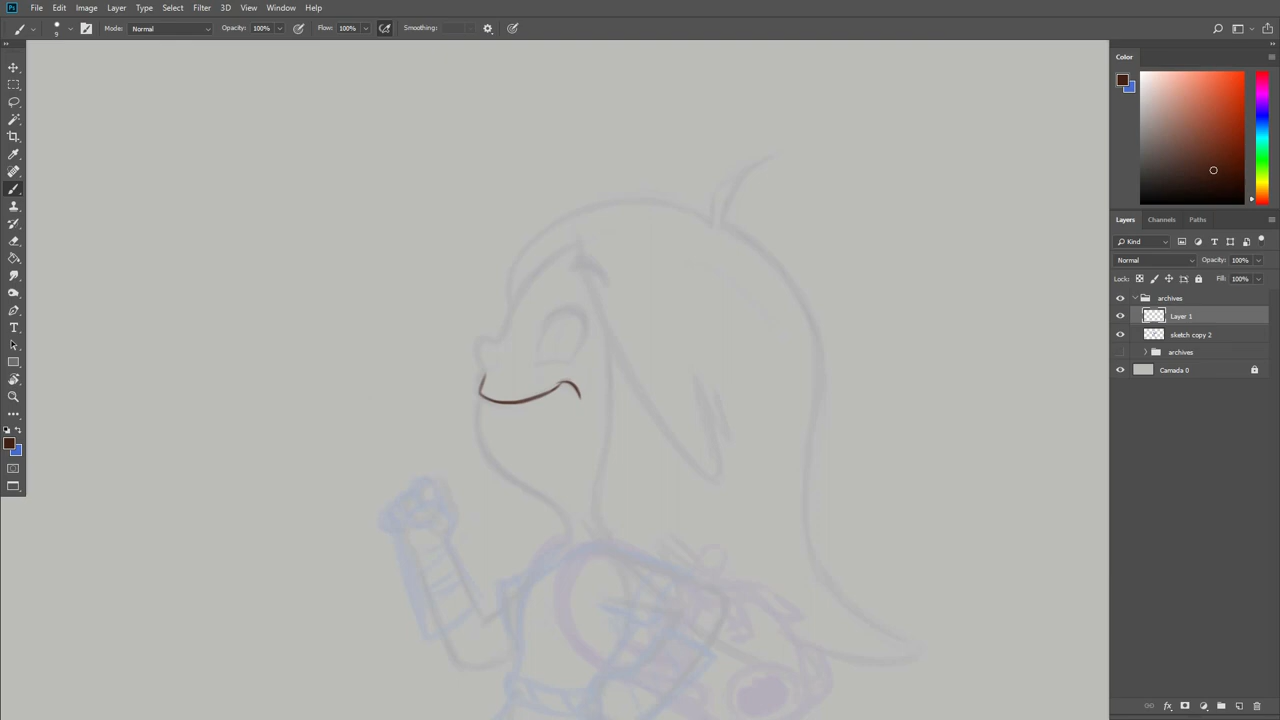 Ps File Edit Image Layer Type Select Filter 3D View Window Help
9 Mode: Normal Opacity: 100% Flow: 100% Smoothing:
Color
Layers Channels Paths
Kind
Normal Opacity: 100%
Lock: Fill: 100%
archives
Layer 1
sketch copy 2
archives
Camada 0
T